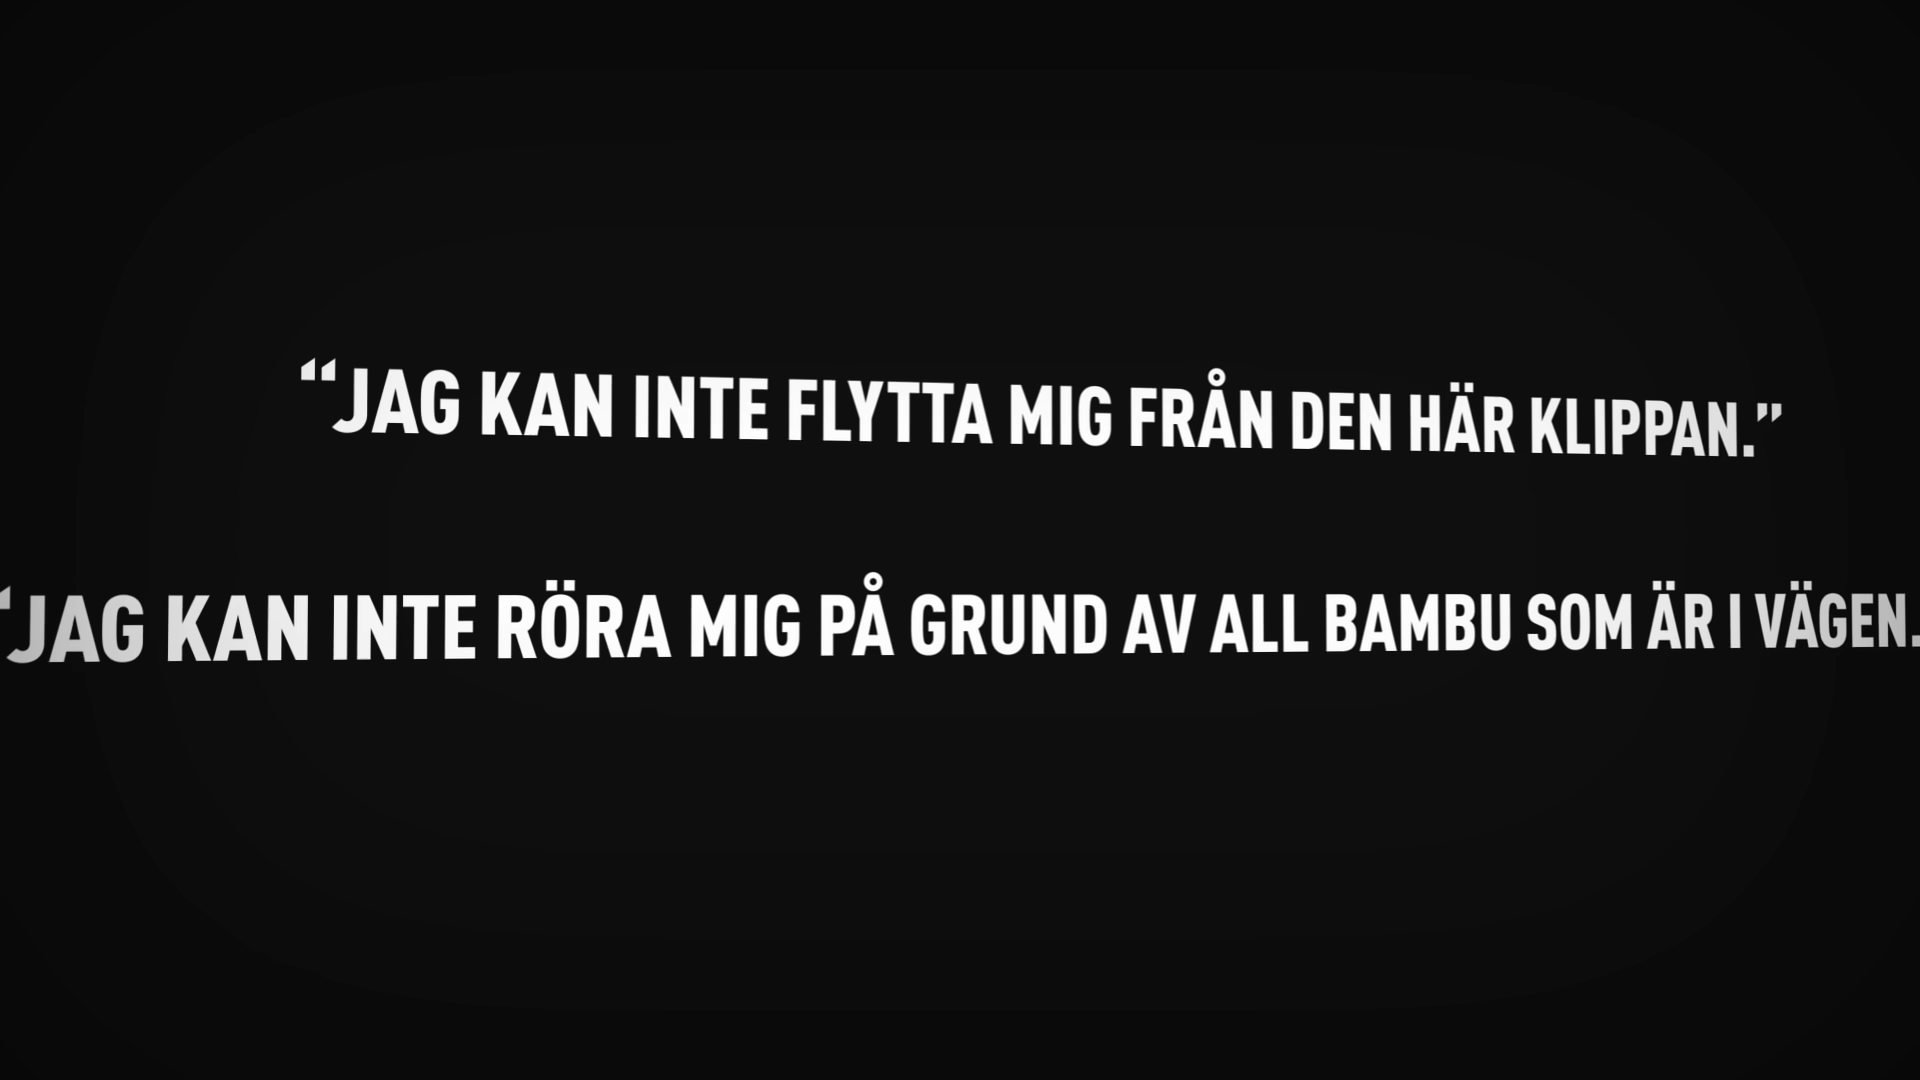 “JAG KAN INTE FLYTTA MIG FRÅN DEN HÄR KLIPPAN.”
“JAG KAN INTE RÖRA MIG PÅ GRUND AV ALL BAMBU SOM ÄR I VÄGEN.